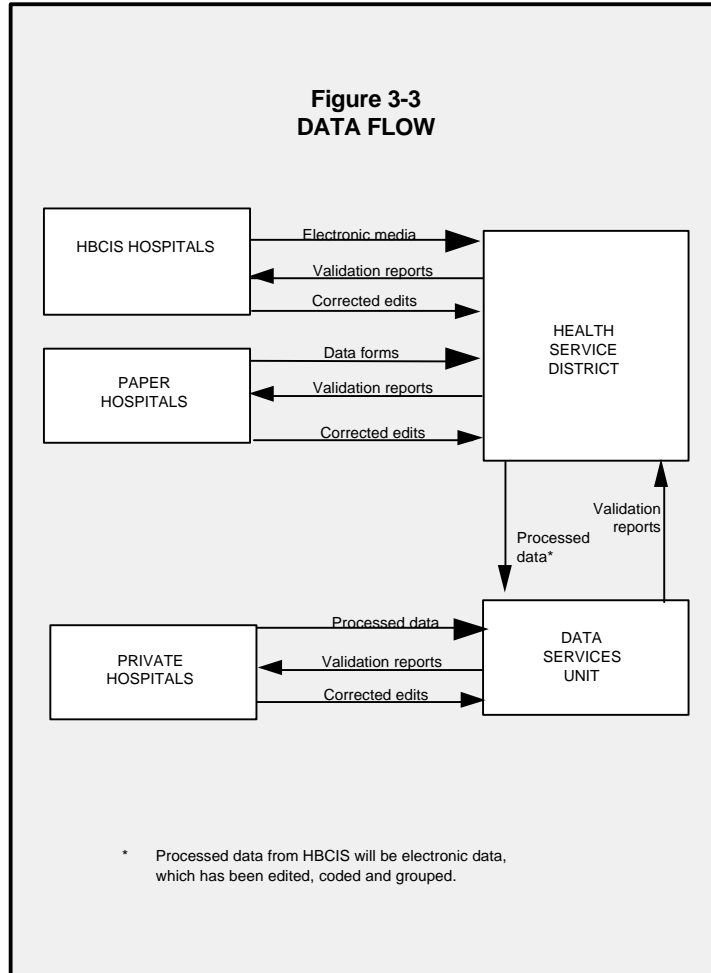 Figure 3-3
DATA FLOW
HBCIS HOSPITALS
Electronic media
Validation reports
Corrected edits
PAPER
HOSPITALS
Data forms
Validation reports
Corrected edits
HEALTH
SERVICE
DISTRICT
Processed
data*
Validation
reports
PRIVATE
HOSPITALS
Processed data
Validation reports
Corrected edits
DATA
SERVICES
UNIT
* Processed data from HBCIS will be electronic data,
which has been edited, coded and grouped.